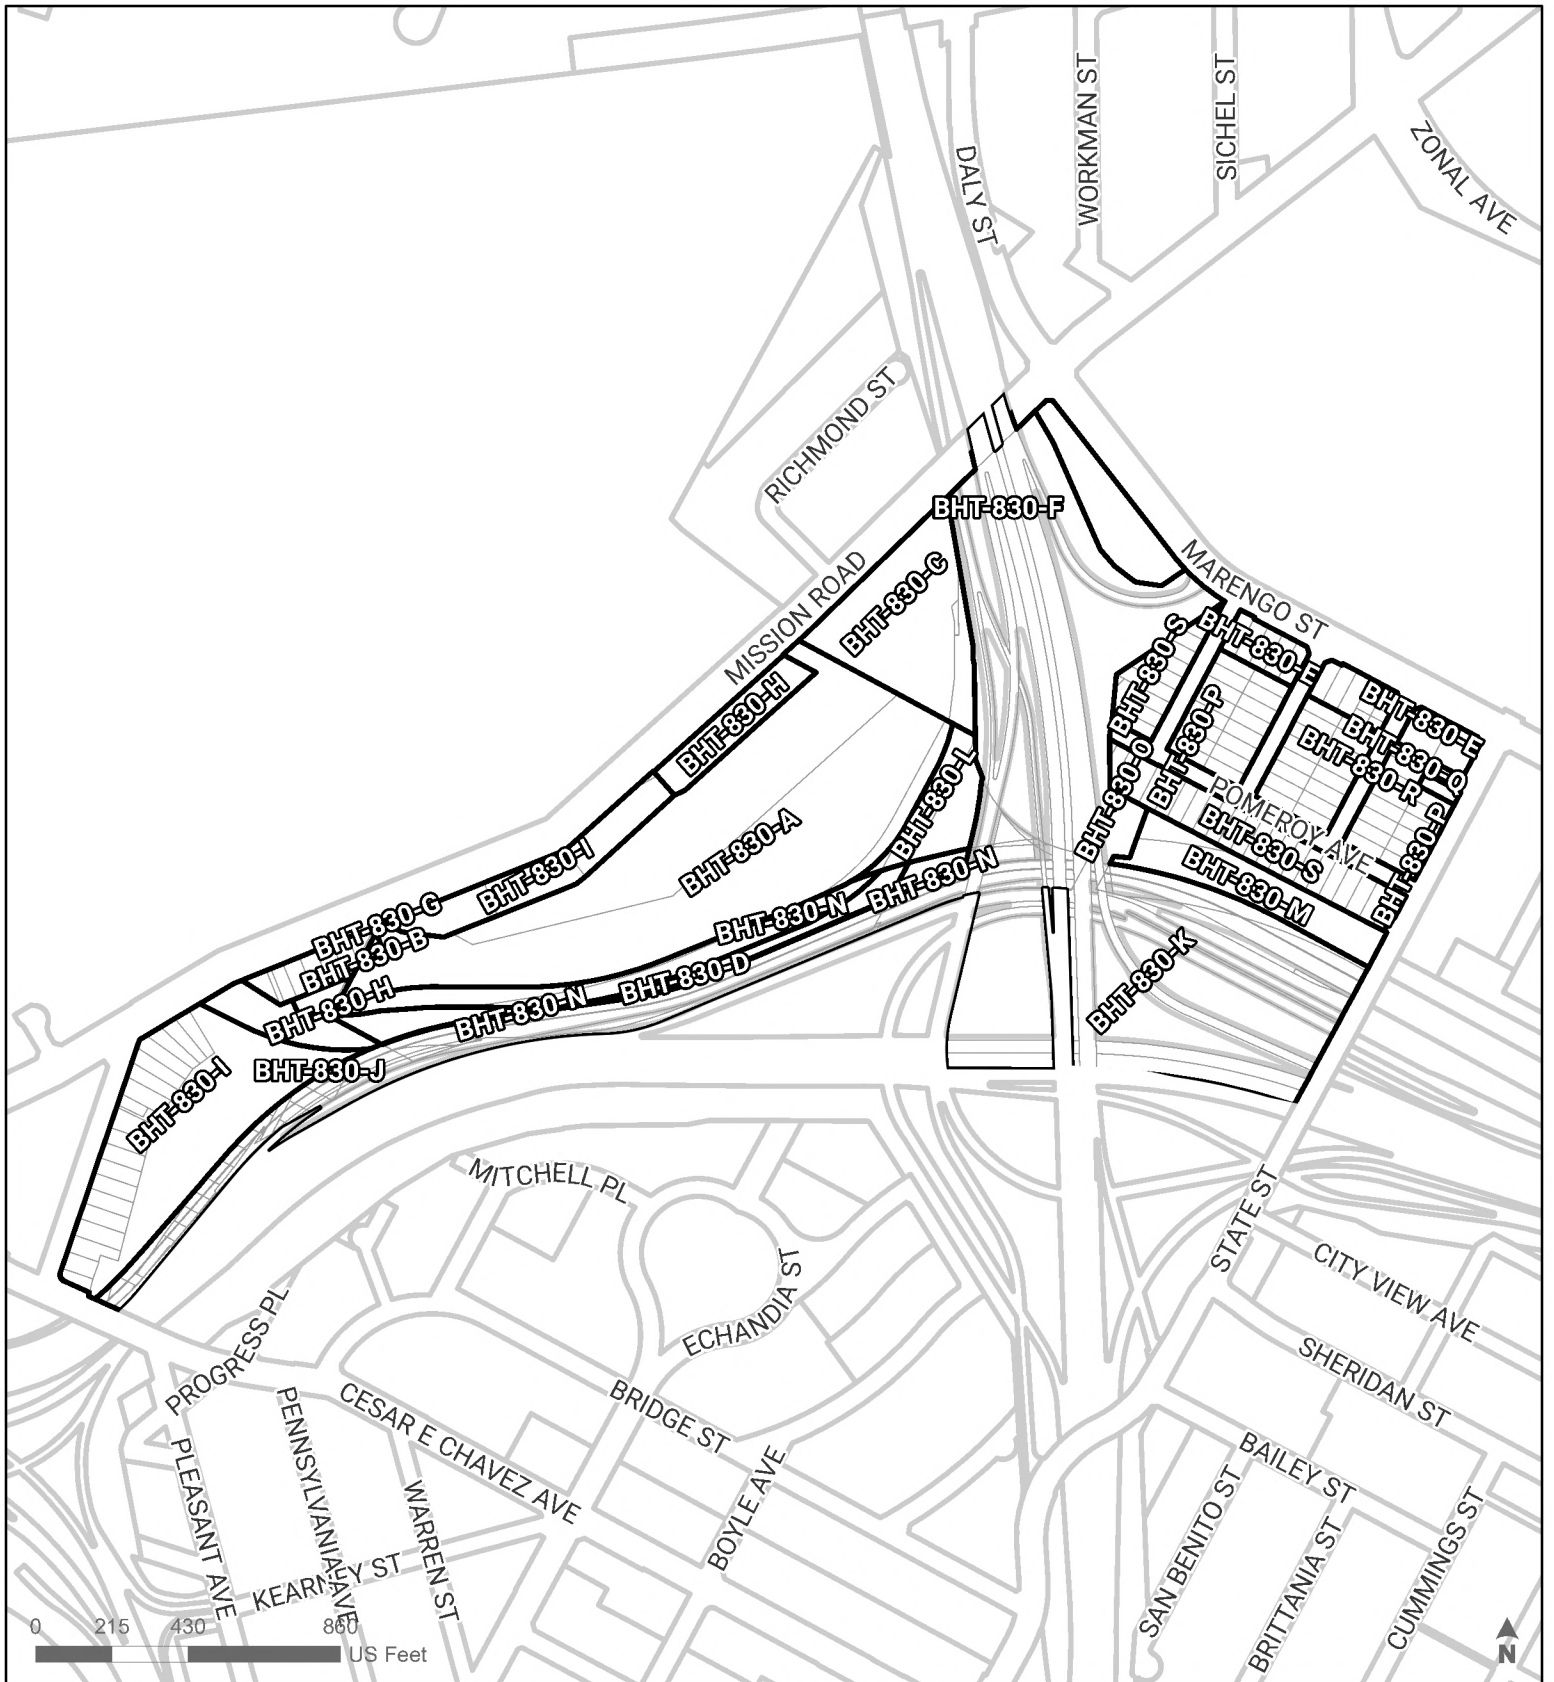 WORKMAN ST
SICHEL ST
ZONAL AVE
DALY ST
RICHMOND ST
BHT-830-F
MARENGO ST
MISSION ROAD
BHT-830-C
BHT-830-S
BHT-830-E
BHT-830-H
BHT-830-P
BHT-830-E
BHT-830-Q
BHT-830-R
BHT-830-O
BHT-830-L
POMEROY AVE
BHT-830-S
BHT-830-P
BHT-830-A
BHT-830-I
BHT-830-N
BHT-830-M
BHT-830-G
BHT-830-B
BHT-830-N
BHT-830-K
BHT-830-D
BHT-830-H
BHT-830-N
BHT-830-J
BHT-830-I
MITCHELL PL
STATE ST
CITY VIEW AVE
ECHANDIA ST
PROGRESS PL
SHERIDAN ST
CESAR E CHAVEZ AVE
BRIDGE ST
PENNSYLVANIA AVE
PLEASANT AVE
WARREN ST
BOYLE AVE
BAILEY ST
SAN BENITO ST
BRITTANIA ST
CUMMINGS ST
KEARNEY ST
0 215 430 860
US Feet
N